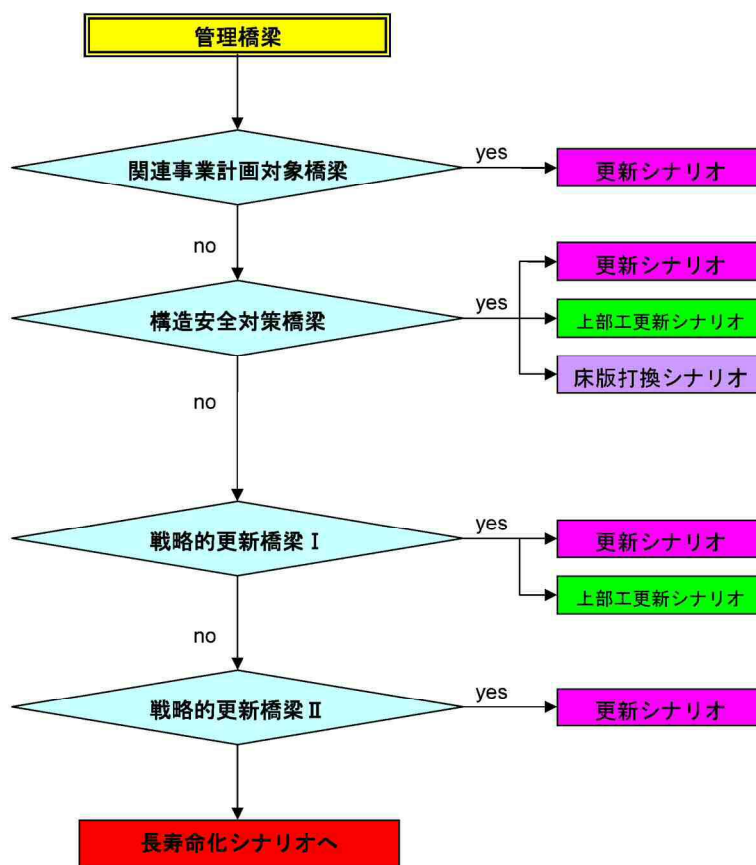 管理橋梁
関連事業計画対象橋梁
yes
更新シナリオ
no
更新シナリオ
構造安全対策橋梁
yes
上部工更新シナリオ
床版打換シナリオ
no
戦略的更新橋梁Ⅰ
yes
更新シナリオ
上部工更新シナリオ
no
戦略的更新橋梁Ⅱ
yes
更新シナリオ
長寿命化シナリオへ